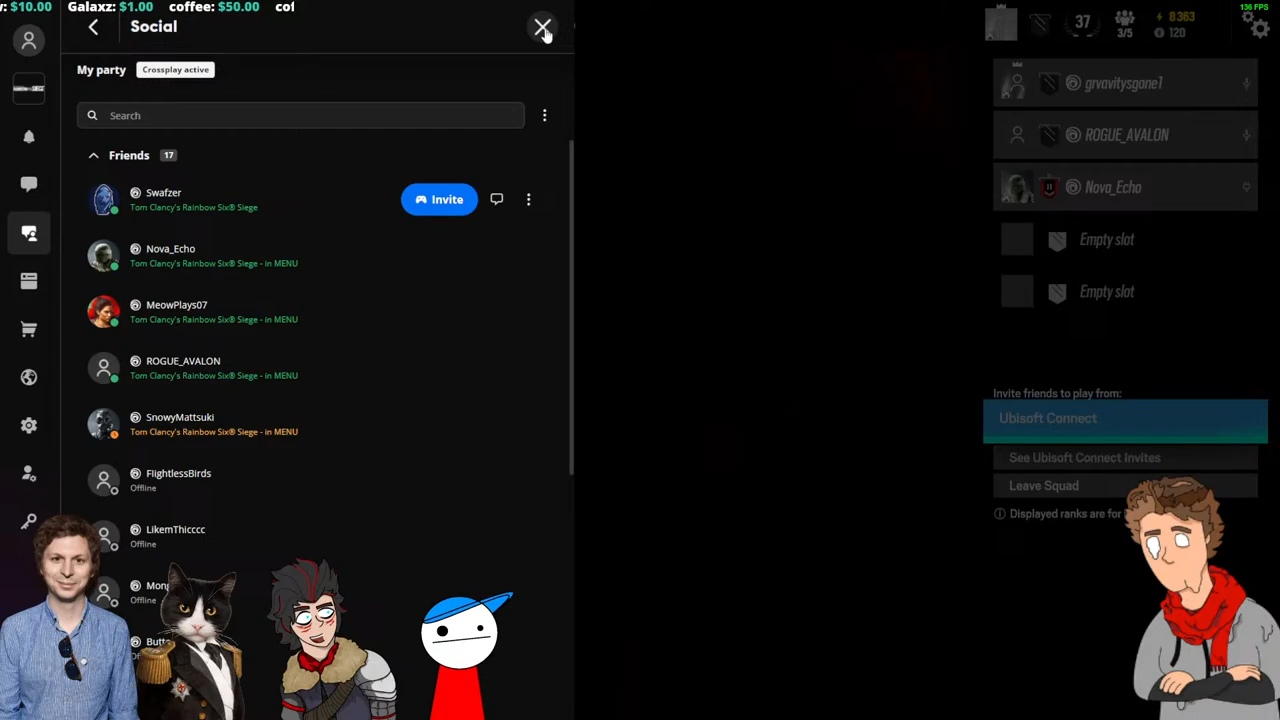 $10.00 Galaxz: $1.00 coffee: $50.00
Social
My party
Crossplay active
Search
Friends 17
Swafzer
Tom Clancy's Rainbow Six® Siege
Invite
Nova_Echo
Tom Clancy's Rainbow Six® Siege - in MENU
MeowPlays07
Tom Clancy's Rainbow Six® Siege - in MENU
ROGUE_AVALON
Tom Clancy's Rainbow Six® Siege - in MENU
SnowyMattsuki
Tom Clancy's Rainbow Six® Siege - in MENU
FlightlessBirds
Offline
LikemThicccc
Offline
Offline
136 FPS
37
3/5
8363
120
grvavitysgone1
ROGUE_AVALON
Nova_Echo
Empty slot
Empty slot
Invite friends to play from:
Ubisoft Connect
See Ubisoft Connect Invites
Leave Squad
Displayed ranks are for